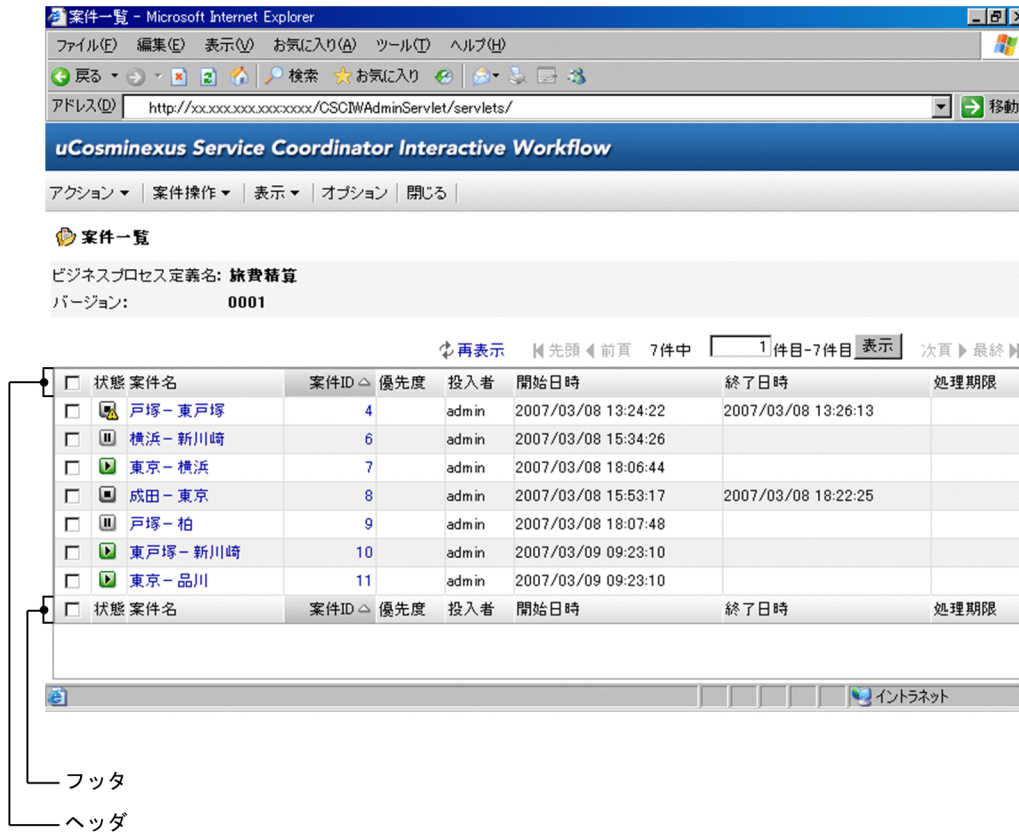 案件一覧 - Microsoft Internet Explorer
ファイル(F) 編集(E) 表示(V) お気に入り(A) ツール(T) ヘルプ(H)
戻る 検索 お気に入り
アドレス(D) http://xx.xxx.xxx.xxx:xxxx/CSCIWAdminServlet/servlets/ 移動
uCosminexus Service Coordinator Interactive Workflow
アクション▼ 案件操作▼ 表示▼ オプション 閉じる
案件一覧
ビジネスプロセス定義名: 旅費精算
バージョン: 0001
再表示 先頭 前頁 7件中 1 件目-7件目 表示 次頁 最終
状態 案件名 案件ID△ 優先度 投入者 開始日時 終了日時 処理期限
戸塚−東戸塚 4 admin 2007/03/08 13:24:22 2007/03/08 13:26:13
横浜−新川崎 6 admin 2007/03/08 15:34:26
東京−横浜 7 admin 2007/03/08 18:06:44
成田−東京 8 admin 2007/03/08 15:53:17 2007/03/08 18:22:25
戸塚−柏 9 admin 2007/03/08 18:07:48
東戸塚−新川崎 10 admin 2007/03/09 09:23:10
東京−品川 11 admin 2007/03/09 09:23:10
状態 案件名 案件ID△ 優先度 投入者 開始日時 終了日時 処理期限
イントラネット
フッタ
ヘッダ